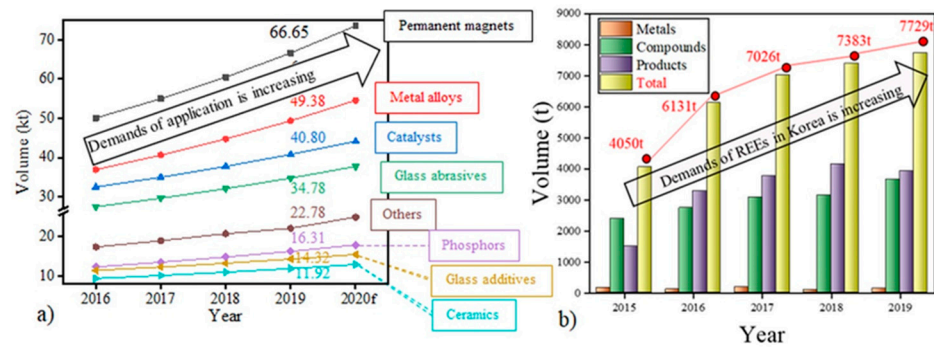 70
60
50
40
30
20
10
Volume (kt)
2016
2017
2018
2019
2020f
Year
a)
Demands of application is increasing
66.65
49.38
40.80
34.78
22.78
16.31
14.32
11.92
Permanent magnets
Metal alloys
Catalysts
Glass abrasives
Others
Phosphors
Glass additives
Ceramics
9000
8000
7000
6000
5000
4000
3000
2000
1000
0
Volume (t)
Metals
Compounds
Products
Total
4050t
6131t
7026t
7383t
7729t
Demands of REEs in Korea is increasing
2015
2016
2017
2018
2019
Year
b)